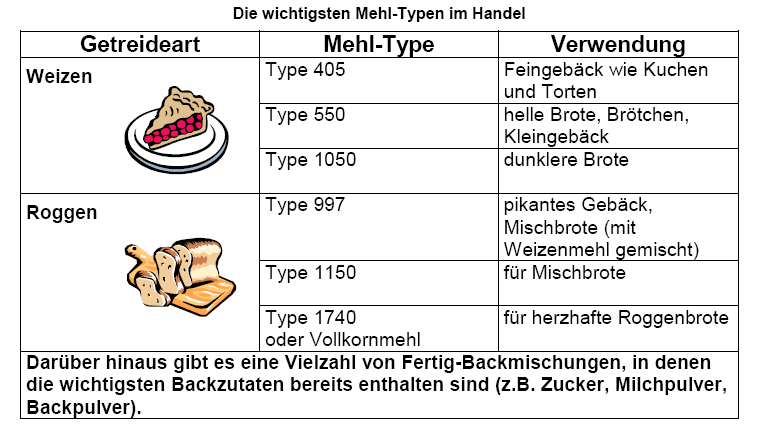 Die wichtigsten Mehl-Typen im Handel
Getreideart Mehl-Type Verwendung
Weizen
Type 405 Feingebäck wie Kuchen
und Torten
Type 550 helle Brote, Brötchen,
Kleingebäck
Type 1050 dunklere Brote
Roggen
Type 997 pikantes Gebäck,
Mischbrote (mit
Weizenmehl gemischt)
Type 1150 für Mischbrote
Type 1740 für herzhafte Roggenbrote
oder Vollkornmehl
Darüber hinaus gibt es eine Vielzahl von Fertig-Backmischungen, in denen
die wichtigsten Backzutaten bereits enthalten sind (z.B. Zucker, Milchpulver,
Backpulver).